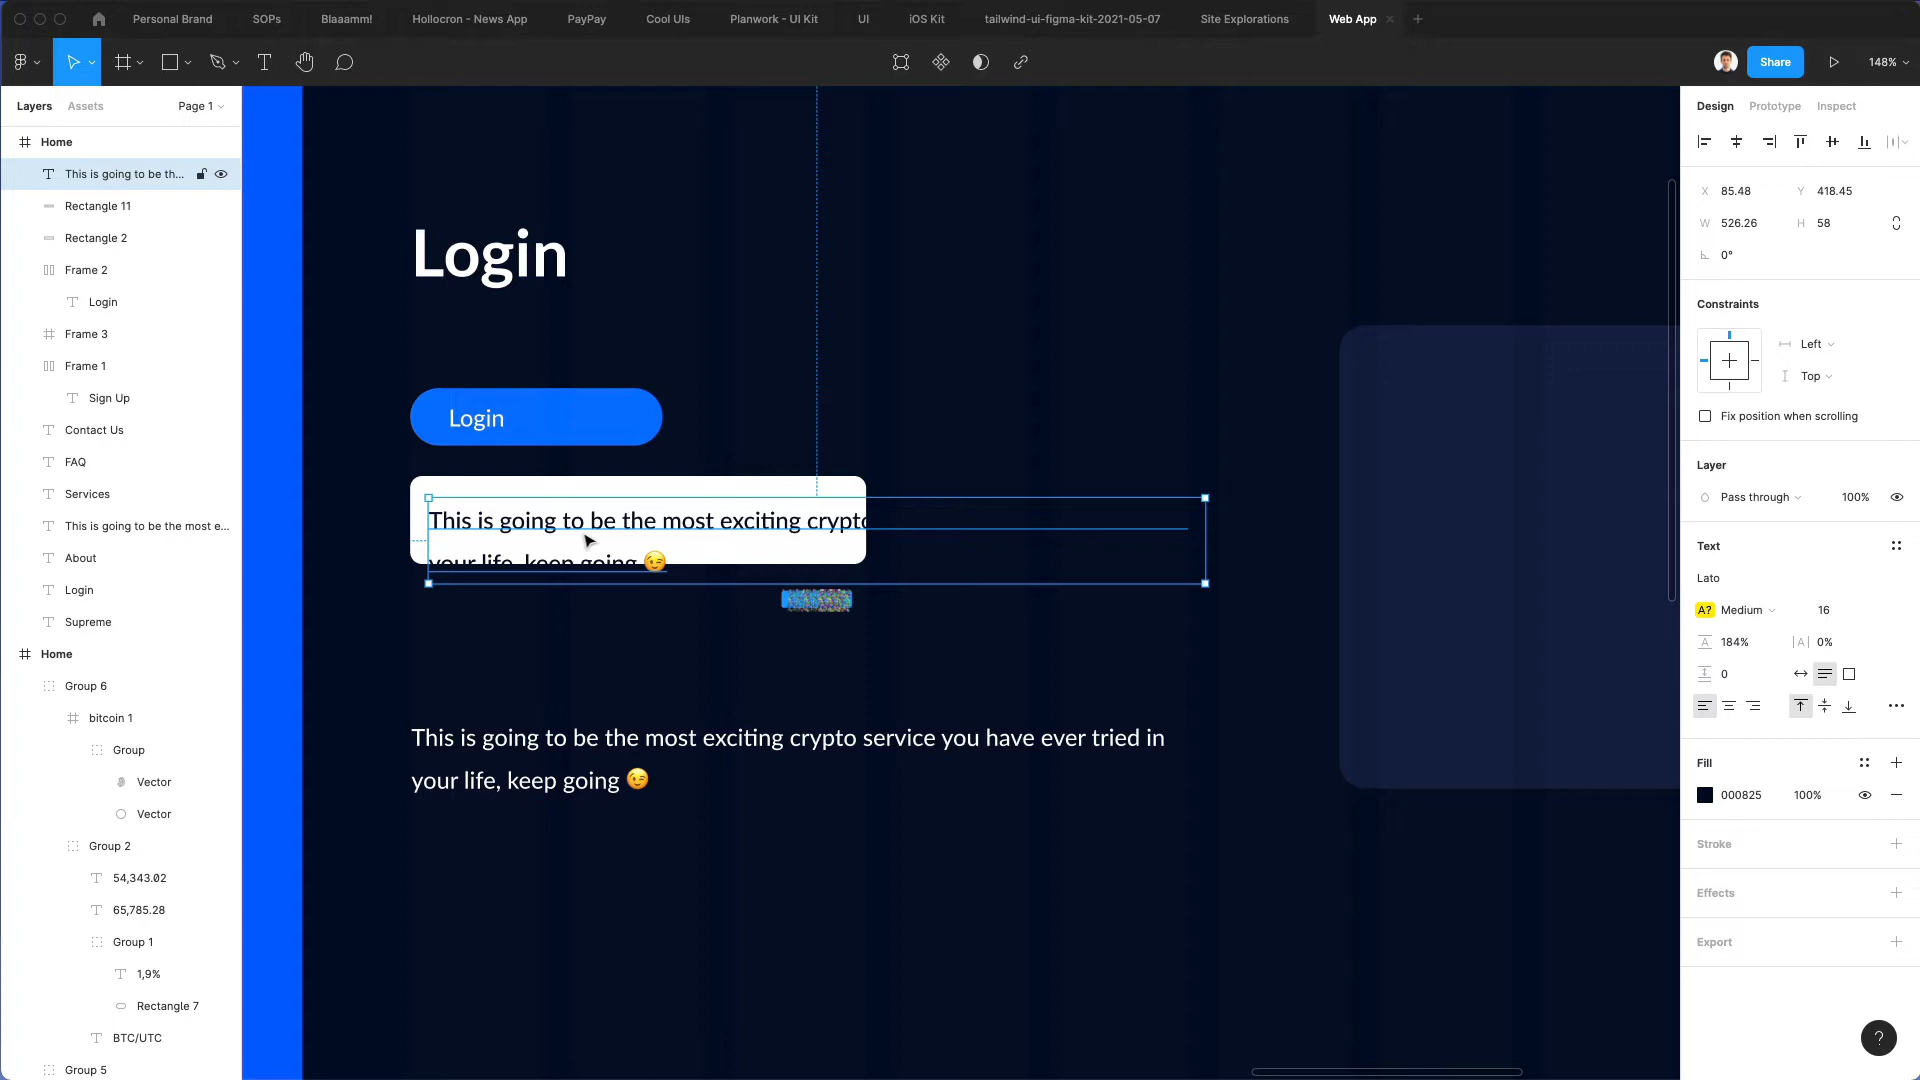 Personal Brand
SOPs
Blaaamm!
Hollocron - News App
PayPay
Cool UIs
Planwork - UI Kit
UI
iOS Kit
tailwind-ui-figma-kit-2021-05-07
Site Explorations
Web App
Share
148%
Layers
Assets
Page 1
Home
This is going to be th...
Rectangle 11
Rectangle 2
Frame 2
Login
Frame 3
Frame 1
Sign Up
Contact Us
FAQ
Services
This is going to be the most e...
About
Login
Supreme
Home
Group 6
bitcoin 1
Group
Vector
Vector
Group 2
54,343.02
65,785.28
Group 1
1,9%
Rectangle 7
BTC/UTC
Group 5
Login
Login
This is going to be the most exciting crypto
your life, keep going 😉
This is going to be the most exciting crypto service you have ever tried in
your life, keep going 😉
Design
Prototype
Inspect
X 85.48 Y 418.45
W 526.26 H 58
0°
Constraints
Left
Top
Fix position when scrolling
Layer
Pass through 100%
Text
Lato
A? Medium 16
A 184% |A| 0%
0
Fill
000825 100%
Stroke
Effects
Export
?